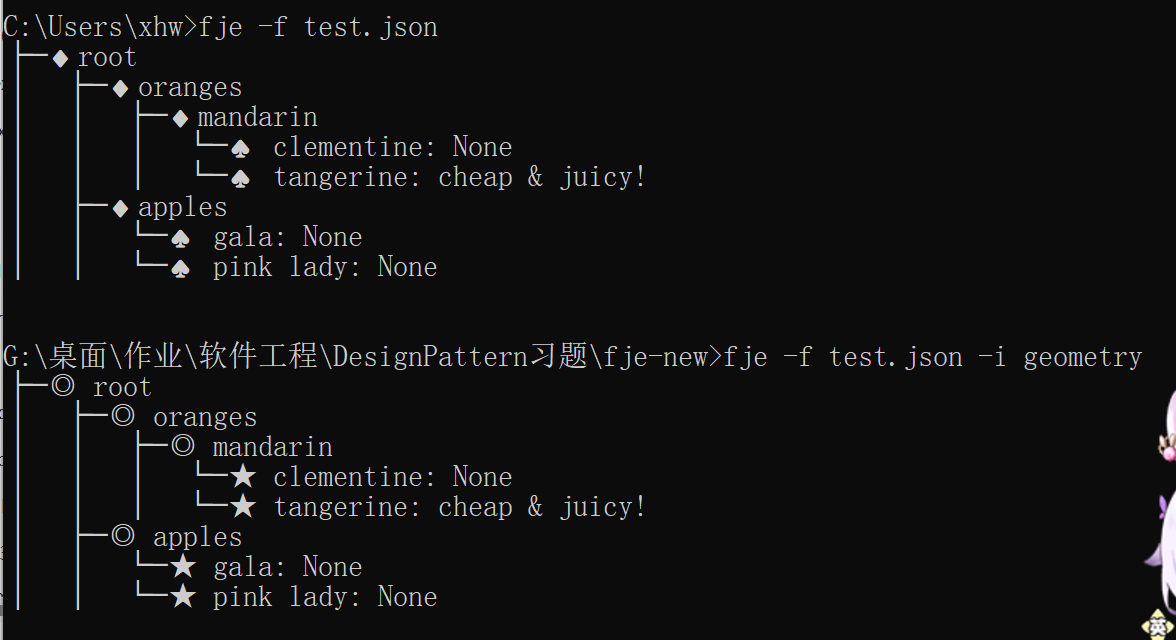 C:\Users\xhw>fje -f test.json
├─♦root
│  ├─♦oranges
│  │  ├─♦mandarin
│  │  │  └─♠ clementine: None
│  │  │  └─♠ tangerine: cheap & juicy!
│  ├─♦apples
│  │  └─♠ gala: None
│  │  └─♠ pink lady: None
G:\桌面\作业\软件工程\DesignPattern习题\fje-new>fje -f test.json -i geometry
├─◎ root
│  ├─◎ oranges
│  │  ├─◎ mandarin
│  │  │  └─★ clementine: None
│  │  │  └─★ tangerine: cheap & juicy!
│  ├─◎ apples
│  │  └─★ gala: None
│  │  └─★ pink lady: None
英